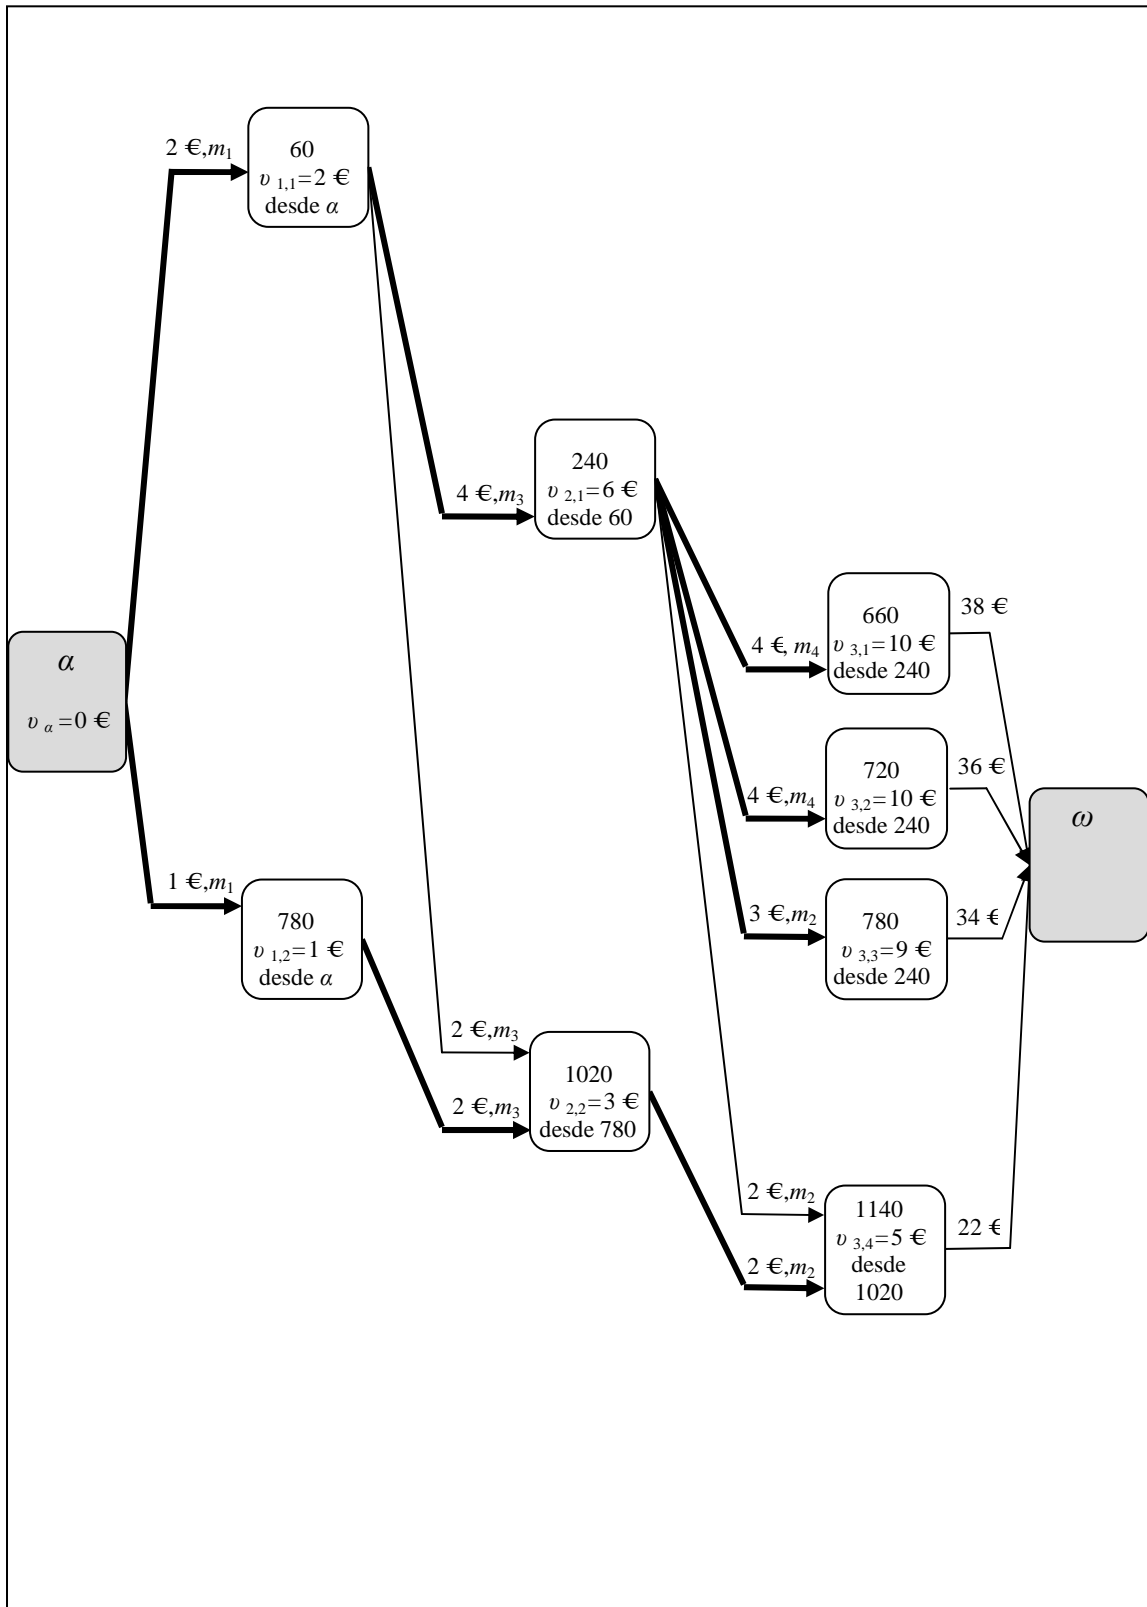 2 €,m1
60
υ 1,1=2 €
desde α
4 €,m3
240
υ 2,1=6 €
desde 60
α
υ α=0 €
4 €, m4
660
υ 3,1=10 €
desde 240
38 €
4 €,m4
720
υ 3,2=10 €
desde 240
36 €
ω
1 €,m1
780
υ 1,2=1 €
desde α
3 €,m2
780
υ 3,3=9 €
desde 240
34 €
2 €,m3
2 €,m3
1020
υ 2,2=3 €
desde 780
2 €,m2
2 €,m2
1140
υ 3,4=5 €
desde
1020
22 €